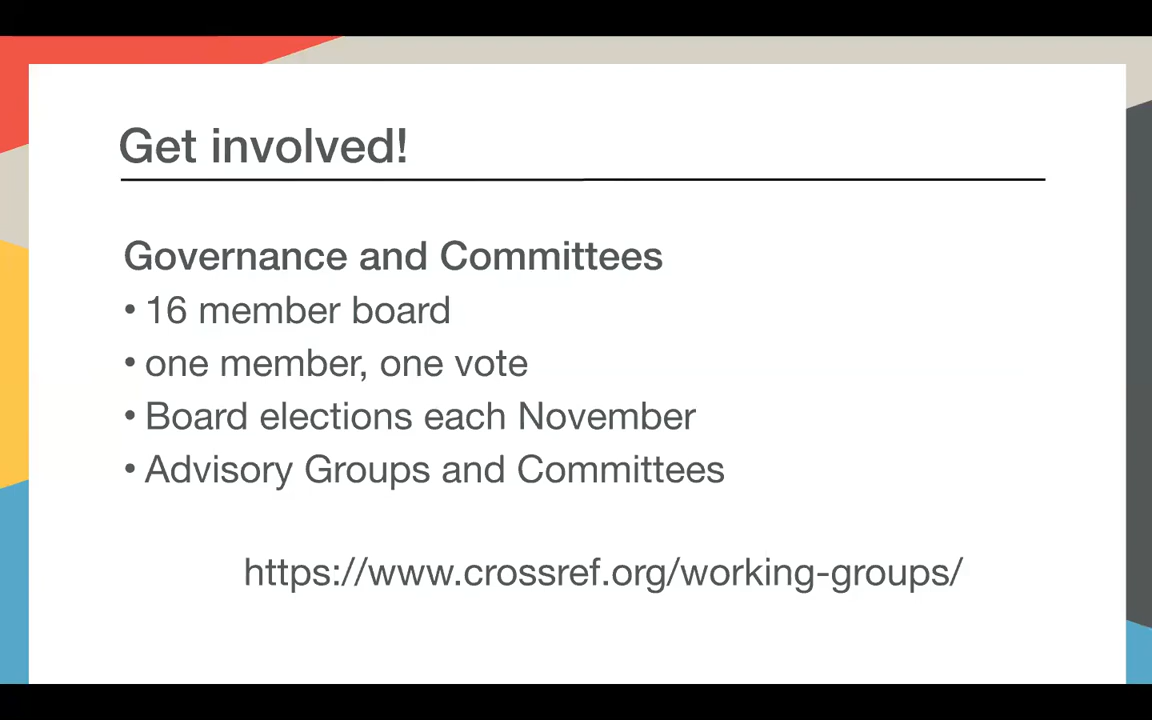 Get involved!
Governance and Committees
• 16 member board
• one member, one vote
• Board elections each November
• Advisory Groups and Committees
https://www.crossref.org/working-groups/